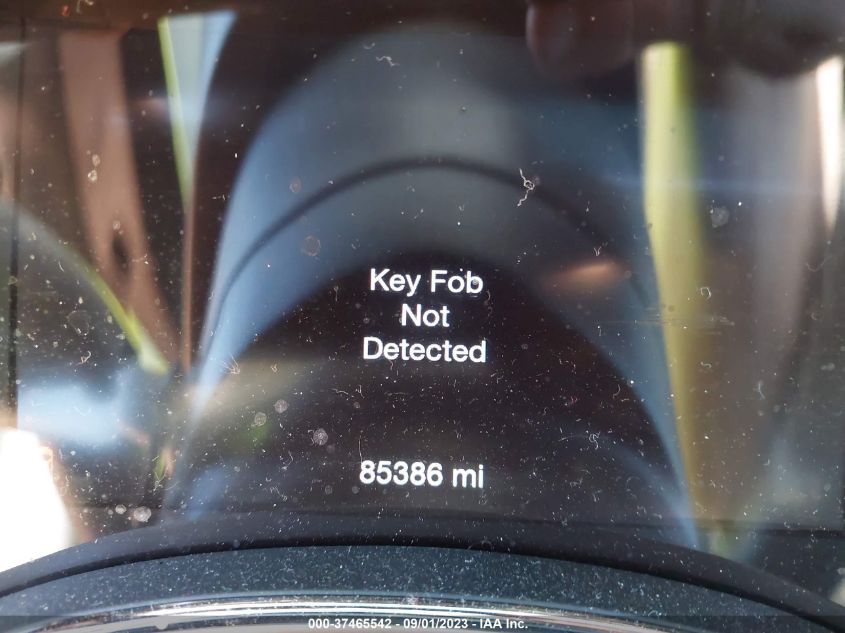 Key Fob
Not
Detected
85386 mi
000-37465542 - 09/01/2023 - IAA Inc.